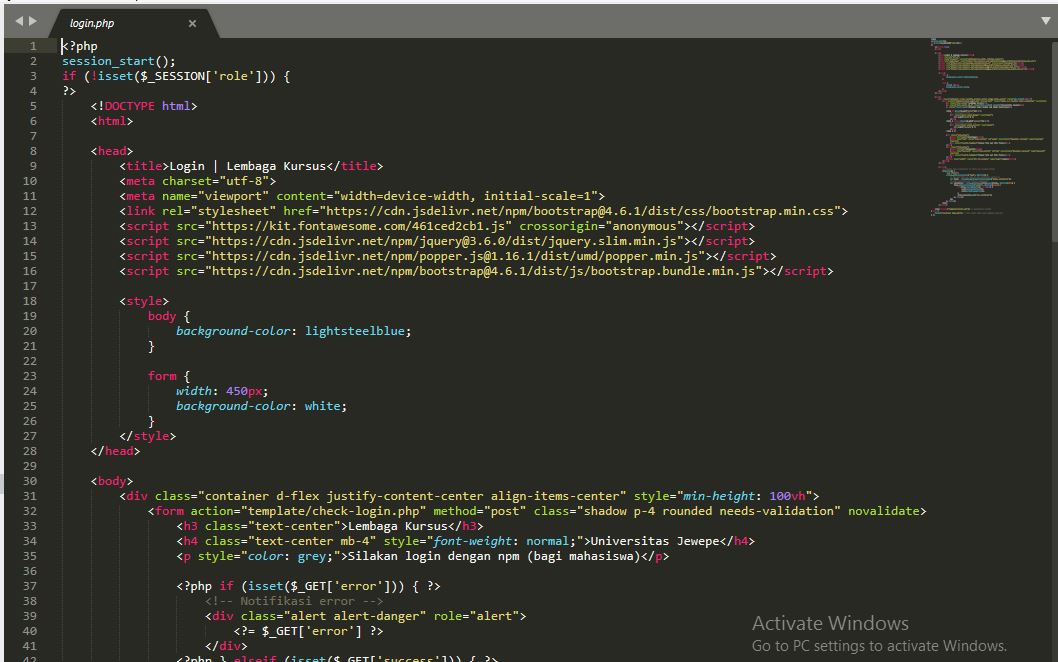 login.php ×
1 <?php
2 session_start();
3 if (!isset($_SESSION['role'])) {
4 ?>
5 <!DOCTYPE html>
6 <html>
7
8 <head>
9 <title>Login | Lembaga Kursus</title>
10 <meta charset="utf-8">
11 <meta name="viewport" content="width=device-width, initial-scale=1">
12 <link rel="stylesheet" href="https://cdn.jsdelivr.net/npm/bootstrap@4.6.1/dist/css/bootstrap.min.css">
13 <script src="https://kit.fontawesome.com/461ced2cb1.js" crossorigin="anonymous"></script>
14 <script src="https://cdn.jsdelivr.net/npm/jquery@3.6.0/dist/jquery.slim.min.js"></script>
15 <script src="https://cdn.jsdelivr.net/npm/popper.js@1.16.1/dist/umd/popper.min.js"></script>
16 <script src="https://cdn.jsdelivr.net/npm/bootstrap@4.6.1/dist/js/bootstrap.bundle.min.js"></script>
17
18 <style>
19 body {
20 background-color: lightsteelblue;
21 }
22
23 form {
24 width: 450px;
25 background-color: white;
26 }
27 </style>
28 </head>
29
30 <body>
31 <div class="container d-flex justify-content-center align-items-center" style="min-height: 100vh">
32 <form action="template/check-login.php" method="post" class="shadow p-4 rounded needs-validation" novalidate>
33 <h3 class="text-center">Lembaga Kursus</h3>
34 <h4 class="text-center mb-4" style="font-weight: normal;">Universitas Jewepe</h4>
35 <p style="color: grey;">Silakan login dengan npm (bagi mahasiswa)</p>
36
37 <?php if (isset($_GET['error'])) { ?>
38 <!-- Notifikasi error -->
39 <div class="alert alert-danger" role="alert">
40 <?= $_GET['error'] ?>
41 </div>
42 <?php } elseif (isset($_GET['success'])) { ?>
Activate Windows
Go to PC settings to activate Windows.